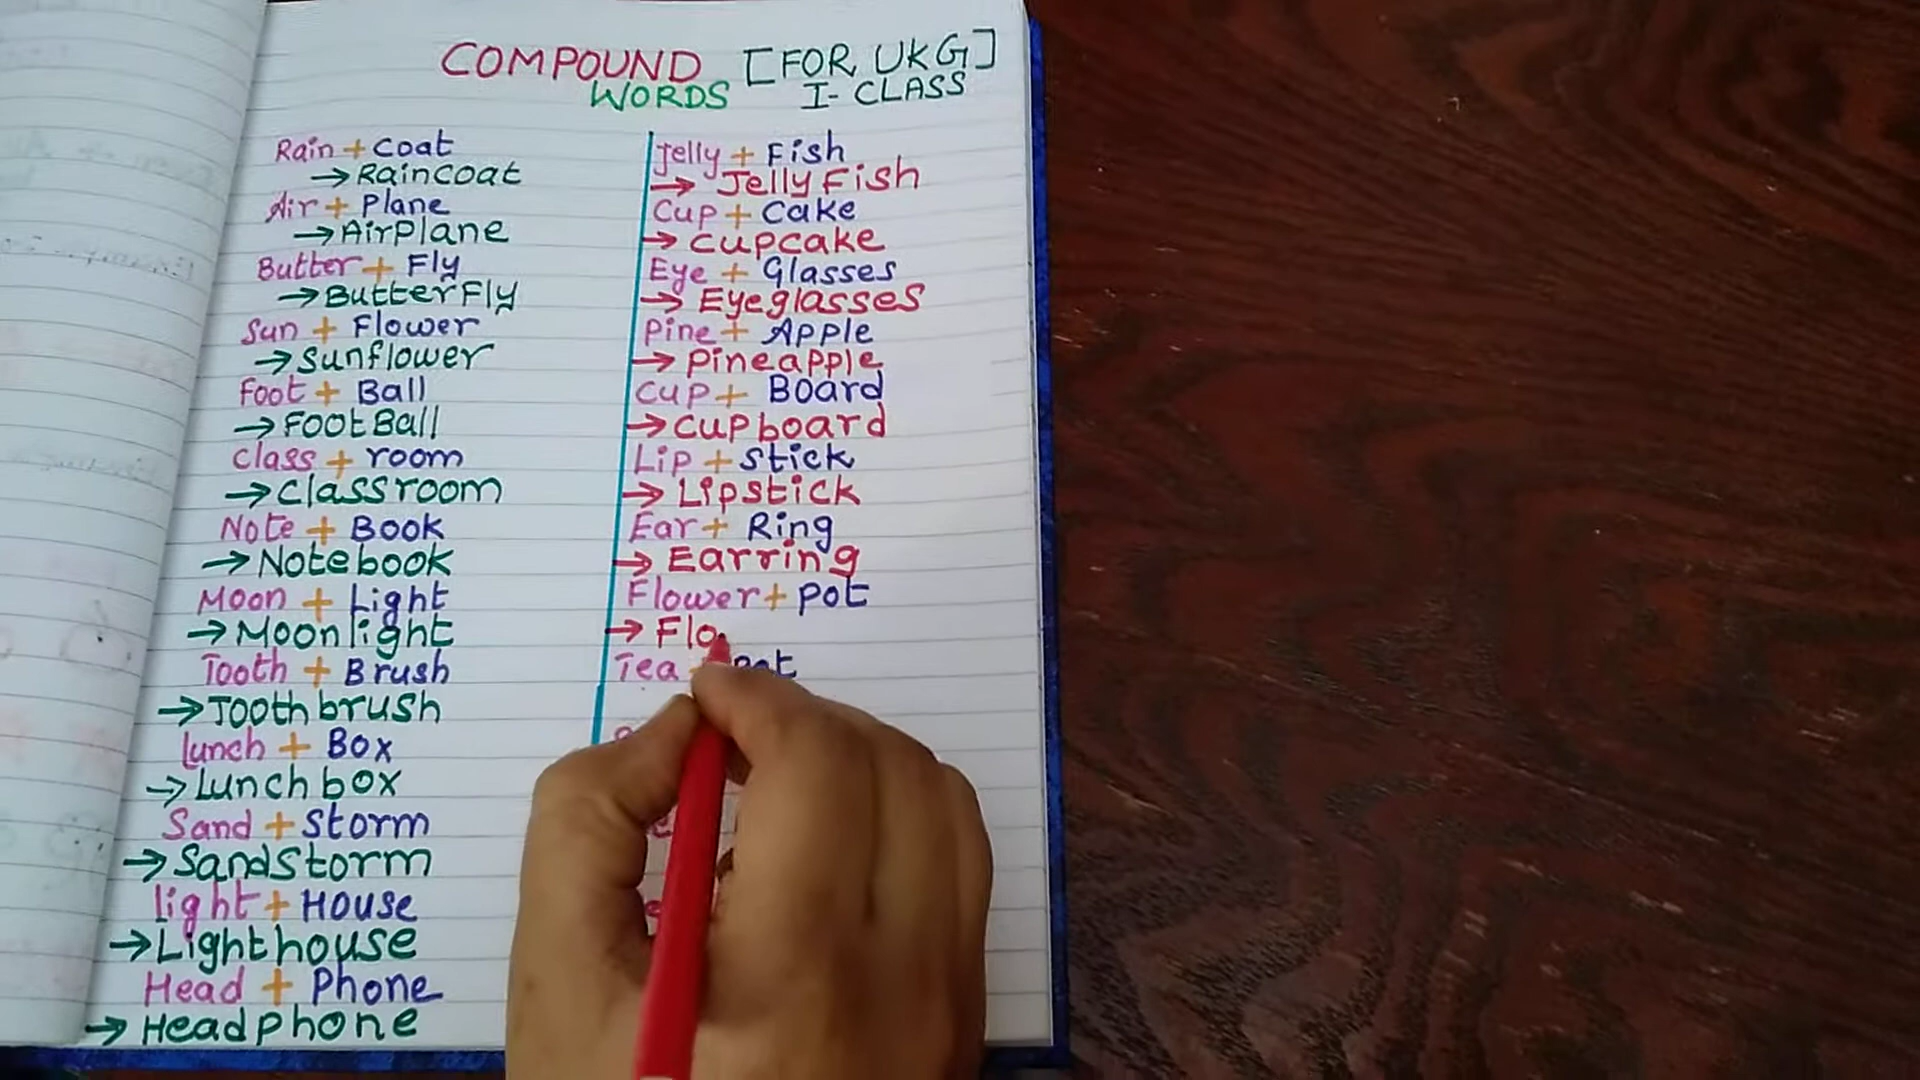 COMPOUND [FOR UKG]
WORDS I-CLASS
Rain + Coat
→ Raincoat
Air + Plane
→ AirPlane
Butter + Fly
→ ButterFly
Sun + Flower
→ Sunflower
Foot + Ball
→ FootBall
Class + room
→ Classroom
Note + Book
→ Notebook
Moon + Light
→ Moonlight
Tooth + Brush
→ Toothbrush
Lunch + Box
→ Lunchbox
Sand + Storm
→ Sandstorm
light + House
→ Lighthouse
Head + Phone
→ Headphone
Jelly + Fish
→ JellyFish
Cup + Cake
→ Cupcake
Eye + Glasses
→ Eyeglasses
Pine + Apple
→ Pineapple
Cup + Board
→ Cupboard
Lip + Stick
→ Lipstick
Ear + Ring
→ Earring
Flower + Pot
→ Flo
Tea + Pot